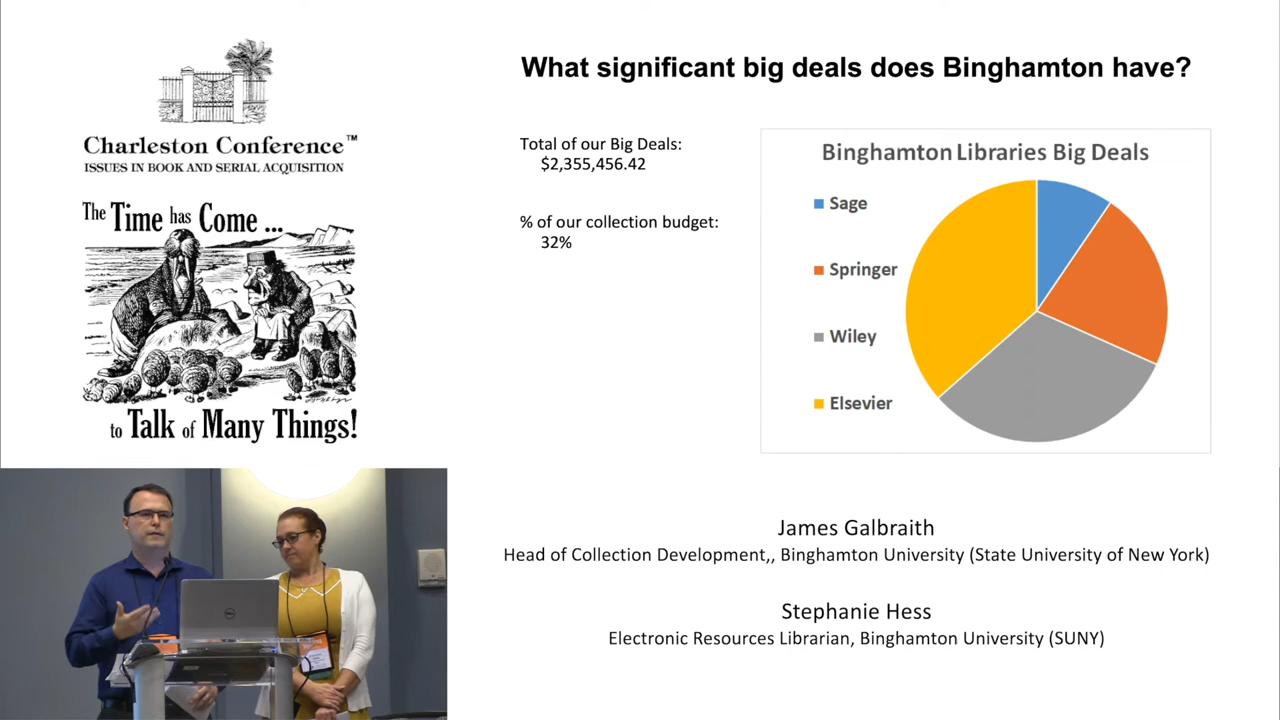 Charleston Conference™
ISSUES IN BOOK AND SERIAL ACQUISITION
The Time has Come ...
to Talk of Many Things!
What significant big deals does Binghamton have?
Total of our Big Deals:
$2,355,456.42
% of our collection budget:
32%
Binghamton Libraries Big Deals
Sage
Springer
Wiley
Elsevier
James Galbraith
Head of Collection Development,, Binghamton University (State University of New York)
Stephanie Hess
Electronic Resources Librarian, Binghamton University (SUNY)
DELL